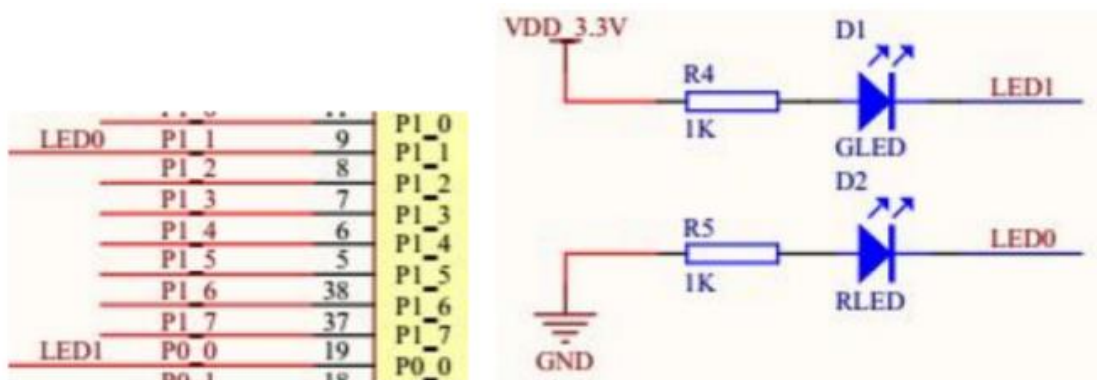 LED0 P1_1 9 P1_0
P1_2 8 P1_1
P1_3 7 P1_2
P1_4 6 P1_3
P1_5 5 P1_4
P1_6 38 P1_5
P1_7 37 P1_6
LED1 P0_0 19 P1_7
P0_0
VDD_3.3V
D1
R4
LED1
1K
GLED
D2
R5
LED0
1K
RLED
GND